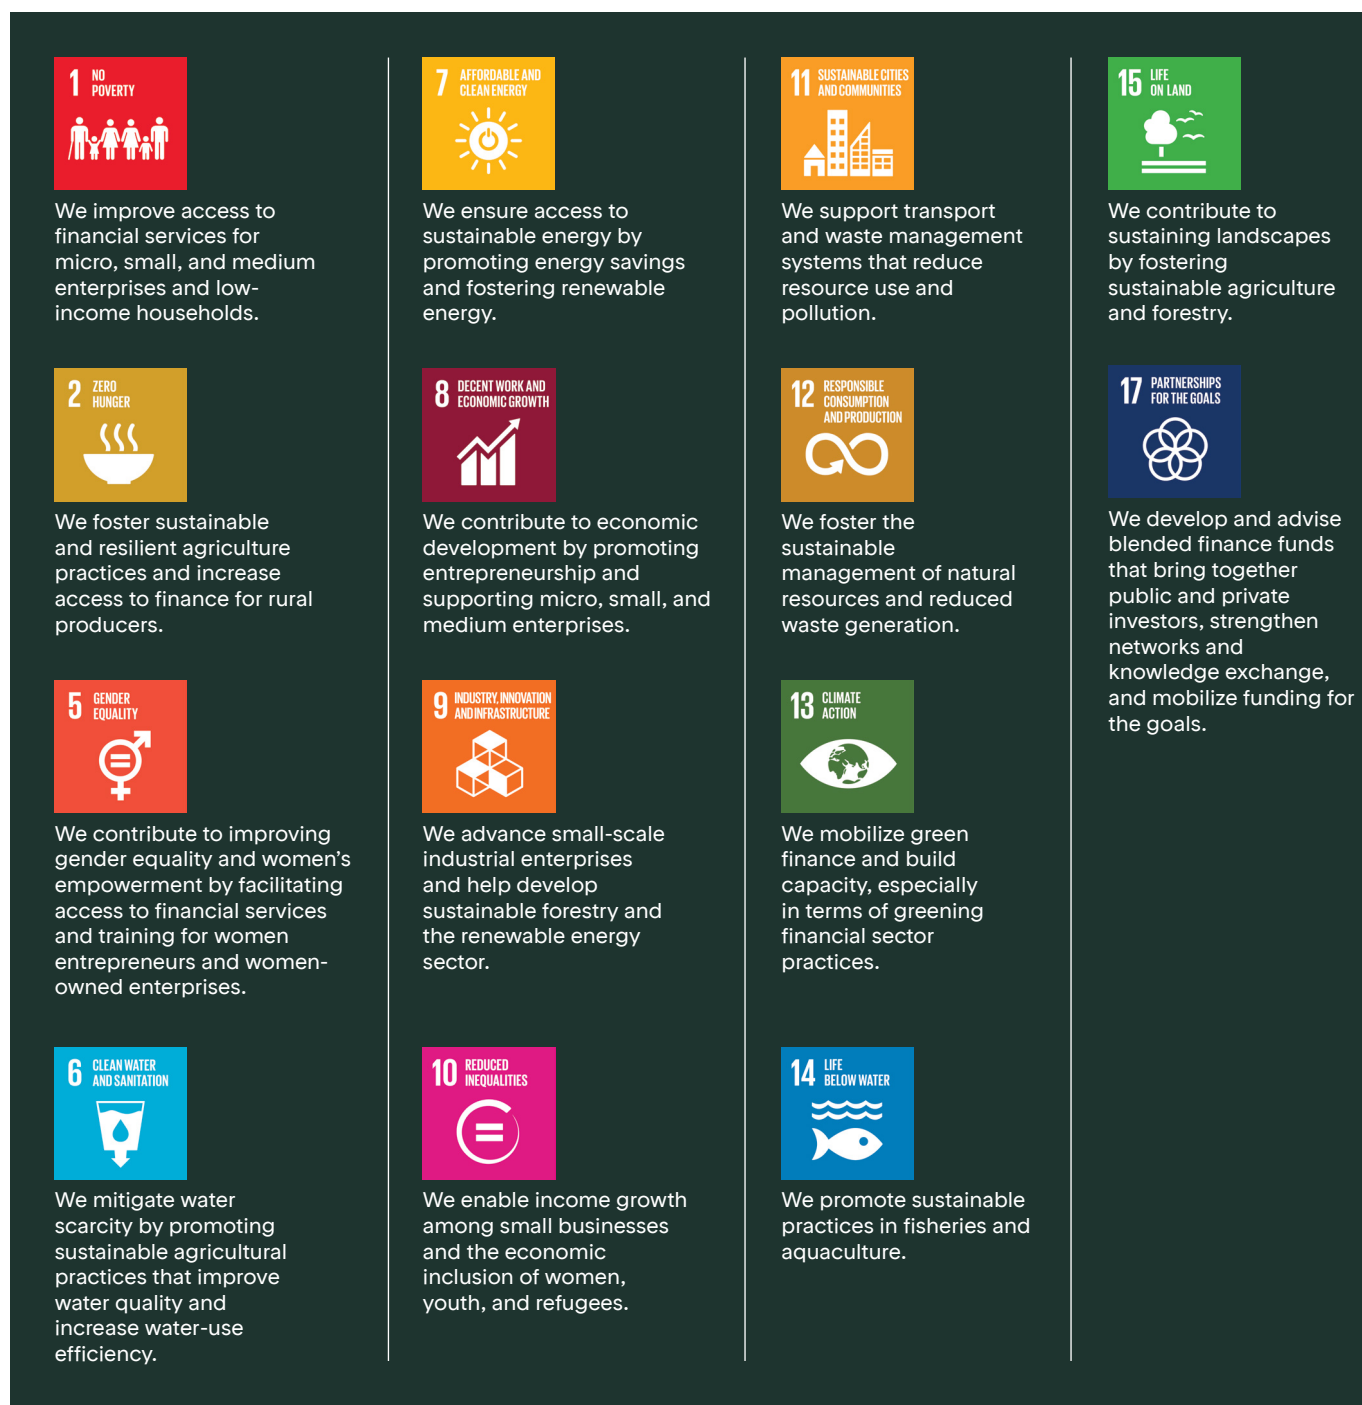 1 NO
POVERTY
We improve access to
financial services for
micro, small, and medium
enterprises and low-
income households.
2 ZERO
HUNGER
We foster sustainable
and resilient agriculture
practices and increase
access to finance for rural
producers.
5 GENDER
EQUALITY
We contribute to improving
gender equality and women’s
empowerment by facilitating
access to financial services
and training for women
entrepreneurs and women-
owned enterprises.
6 CLEAN WATER
AND SANITATION
We mitigate water
scarcity by promoting
sustainable agricultural
practices that improve
water quality and
increase water-use
efficiency.
7 AFFORDABLE AND
CLEAN ENERGY
We ensure access to
sustainable energy by
promoting energy savings
and fostering renewable
energy.
8 DECENT WORK AND
ECONOMIC GROWTH
We contribute to economic
development by promoting
entrepreneurship and
supporting micro, small, and
medium enterprises.
9 INDUSTRY, INNOVATION
AND INFRASTRUCTURE
We advance small-scale
industrial enterprises
and help develop
sustainable forestry and
the renewable energy
sector.
10 REDUCED
INEQUALITIES
We enable income growth
among small businesses
and the economic
inclusion of women,
youth, and refugees.
11 SUSTAINABLE CITIES
AND COMMUNITIES
We support transport
and waste management
systems that reduce
resource use and
pollution.
12 RESPONSIBLE
CONSUMPTION
AND PRODUCTION
We foster the
sustainable
management of natural
resources and reduced
waste generation.
13 CLIMATE
ACTION
We mobilize green
finance and build
capacity, especially
in terms of greening
financial sector
practices.
14 LIFE
BELOW WATER
We promote sustainable
practices in fisheries and
aquaculture.
15 LIFE
ON LAND
We contribute to
sustaining landscapes
by fostering
sustainable agriculture
and forestry.
17 PARTNERSHIPS
FOR THE GOALS
We develop and advise
blended finance funds
that bring together
public and private
investors, strengthen
networks and
knowledge exchange,
and mobilize funding for
the goals.